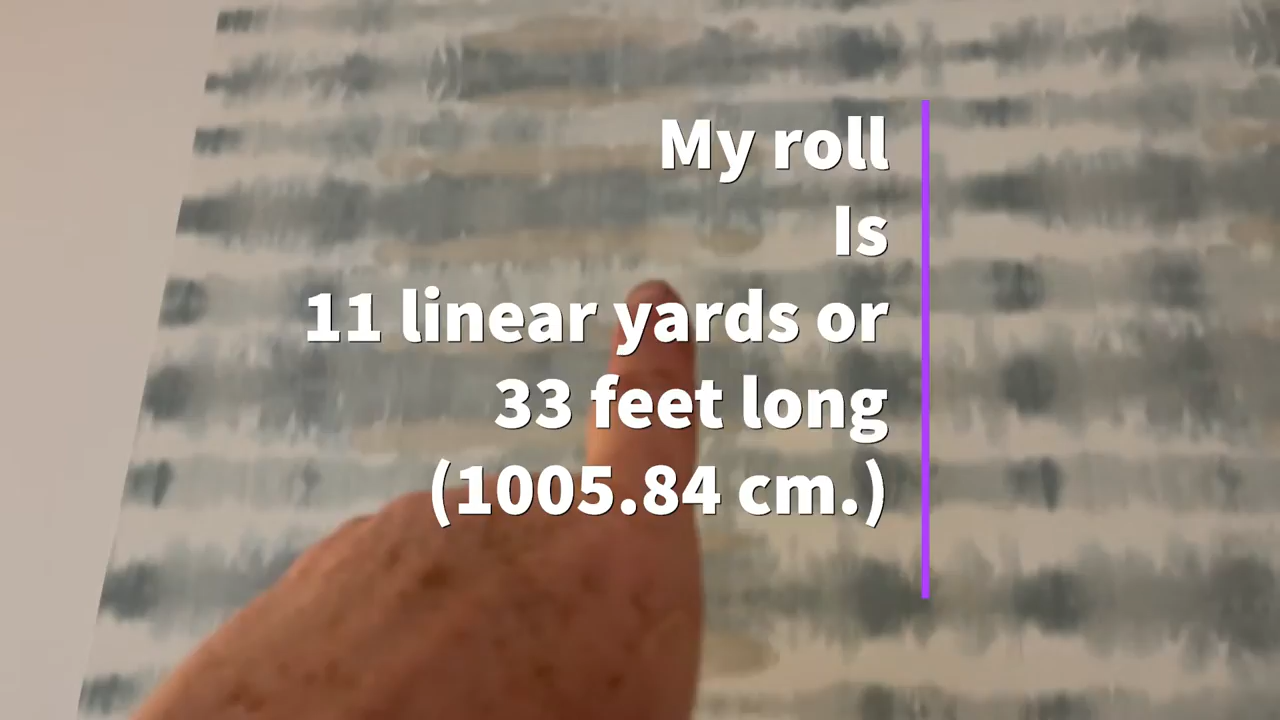 My roll
Is
11 linear yards or
33 feet long
(1005.84 cm.)